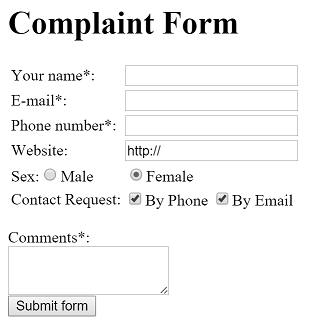 Complaint Form
Your name*:
E-mail*:
Phone number*:
Website: http://
Sex: Male Female
Contact Request: By Phone By Email
Comments*:
Submit form